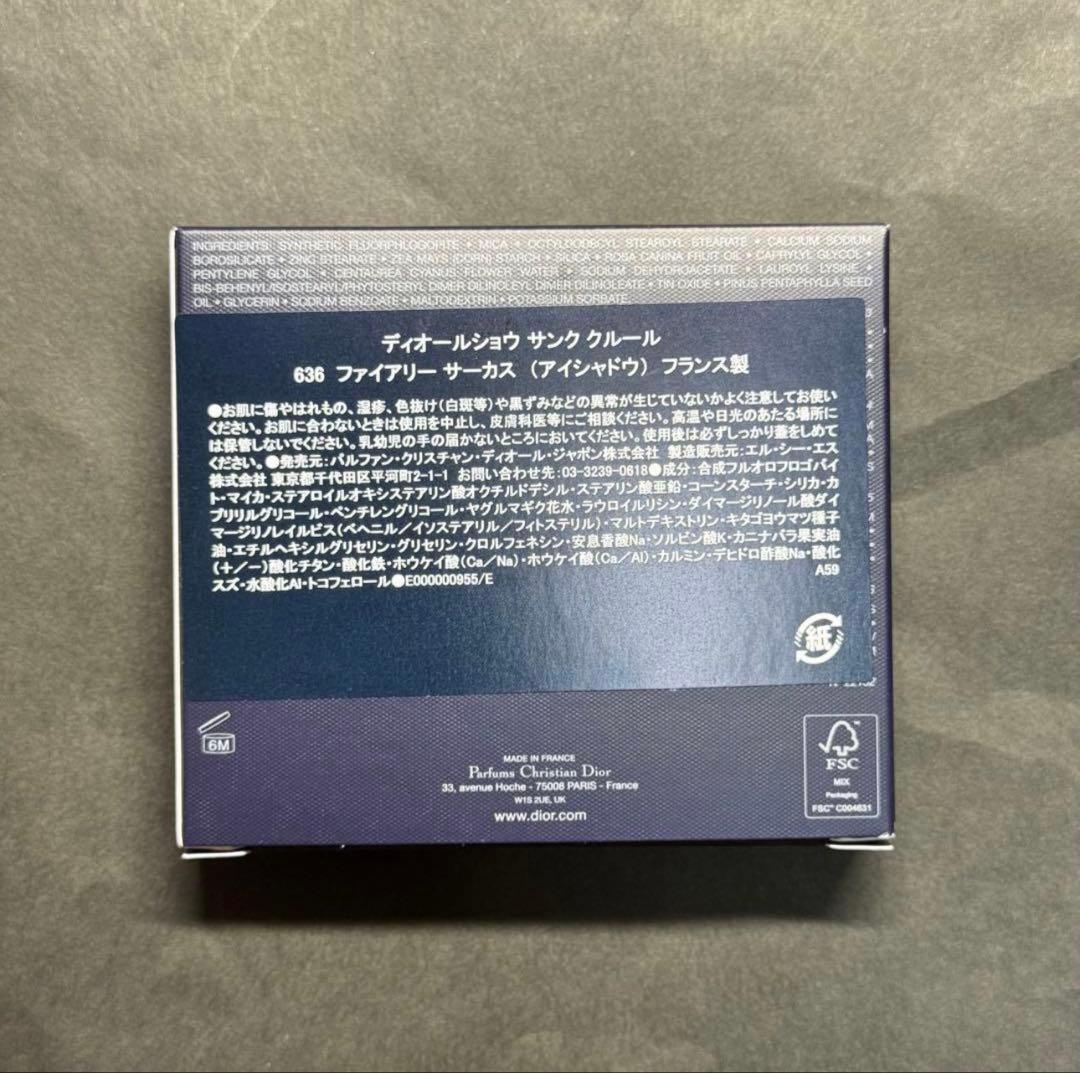 INGREDIENTS: SYNTHETIC FLUORPHLOGOPITE • MICA • OCTYLDODECYL STEAROYL STEARATE • CALCIUM SODIUM
BOROSILICATE • ZINC STEARATE • ZEA MAYS (CORN) STARCH • SILICA • ROSA CANINA FRUIT OIL • CAPRYLYL GLYCOL •
PENTYLENE GLYCOL • CENTAUREA CYANUS FLOWER WATER • SODIUM DEHYDROACETATE • LAUROYL LYSINE •
BIS-BEHENYL/ISOSTEARYL/PHYTOSTERYL DIMER DILINOLEYL DIMER DILINOLEATE • TIN OXIDE • PINUS PENTAPHYLLA SEED
OIL • GLYCERIN • SODIUM BENZOATE • MALTODEXTRIN • POTASSIUM SORBATE
ディオールショウ サンク クルール
636 ファイアリー サーカス (アイシャドウ) フランス製
●お肌に傷やはれもの、湿疹、色抜け(白斑等)や黒ずみなどの異常が生じていないかよく注意してお使い
ください。お肌に合わないときは使用を中止し、皮膚科医等にご相談ください。高温や日光のあたる場所に
は保管しないでください。乳幼児の手の届かないところにおいてください。使用後は必ずしっかり蓋をしめて
ください。●発売元:パルファン・クリスチャン・ディオール・ジャポン株式会社 製造販売元:エル・シー・エス
株式会社 東京都千代田区平河町2-1-1 お問い合わせ先:03-3239-0618●成分:合成フルオロフロゴパイ
ト・マイカ・ステアロイルオキシステアリン酸オクチルドデシル・ステアリン酸亜鉛・コーンスターチ・シリカ・カ
プリリルグリコール・ペンチレングリコール・ヤグルマギク花水・ラウロイルリシン・ダイマージリノール酸ダイ
マージリノレイルビス(ベヘニル/イソステアリル/フィトステリル)・マルトデキストリン・キタゴヨウマツ種子
油・エチルヘキシルグリセリン・グリセリン・クロルフェネシン・安息香酸Na・ソルビン酸K・カニナバラ果実油
(+/-)酸化チタン・酸化鉄・ホウケイ酸(Ca/Na)・ホウケイ酸(Ca/Al)・カルミン・デヒドロ酢酸Na・酸化
スズ・水酸化Al・トコフェロール●E000000955/E
A59
紙
6M
MADE IN FRANCE
Parfums Christian Dior
33, avenue Hoche - 75008 PARIS - France
W1S 2UE, UK
www.dior.com
FSC
MIX
Packaging
FSC™ C004631